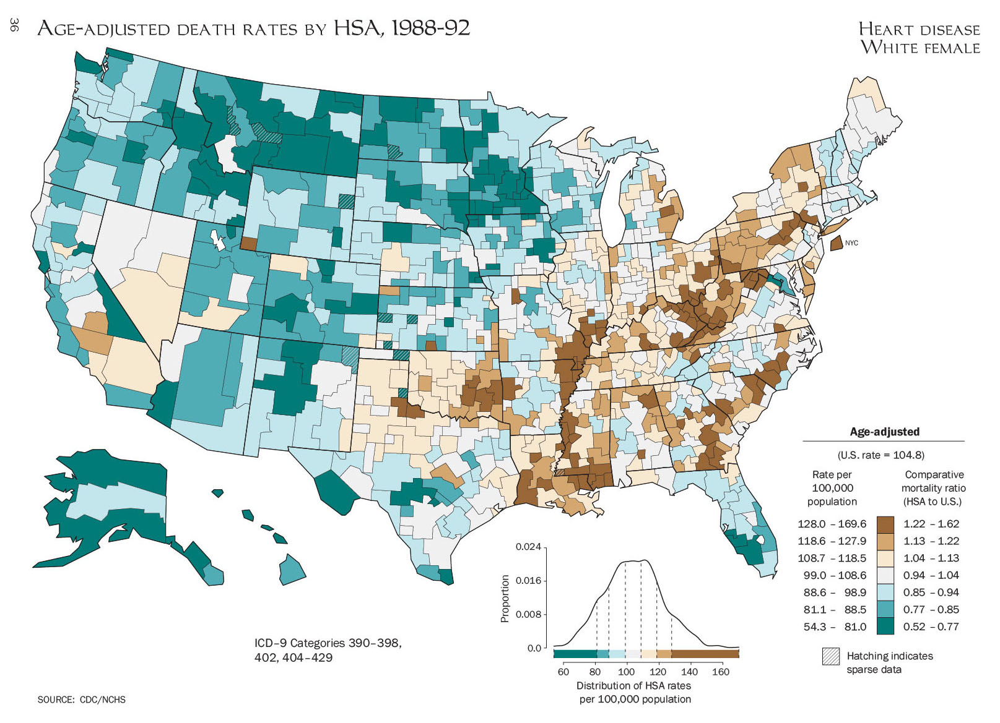 36
AGE-ADJUSTED DEATH RATES BY HSA, 1988-92
HEART DISEASE
WHITE FEMALE
NYC
Age-adjusted
(U.S. rate = 104.8)
Rate per
100,000
population
Comparative
mortality ratio
(HSA to U.S.)
128.0 – 169.6 1.22 – 1.62
118.6 – 127.9 1.13 – 1.22
108.7 – 118.5 1.04 – 1.13
99.0 – 108.6 0.94 – 1.04
88.6 – 98.9 0.85 – 0.94
81.1 – 88.5 0.77 – 0.85
54.3 – 81.0 0.52 – 0.77
Hatching indicates
sparse data
Proportion
0.024
0.016
0.008
0.0
60 80 100 120 140 160
Distribution of HSA rates
per 100,000 population
ICD–9 Categories 390–398,
402, 404–429
SOURCE: CDC/NCHS